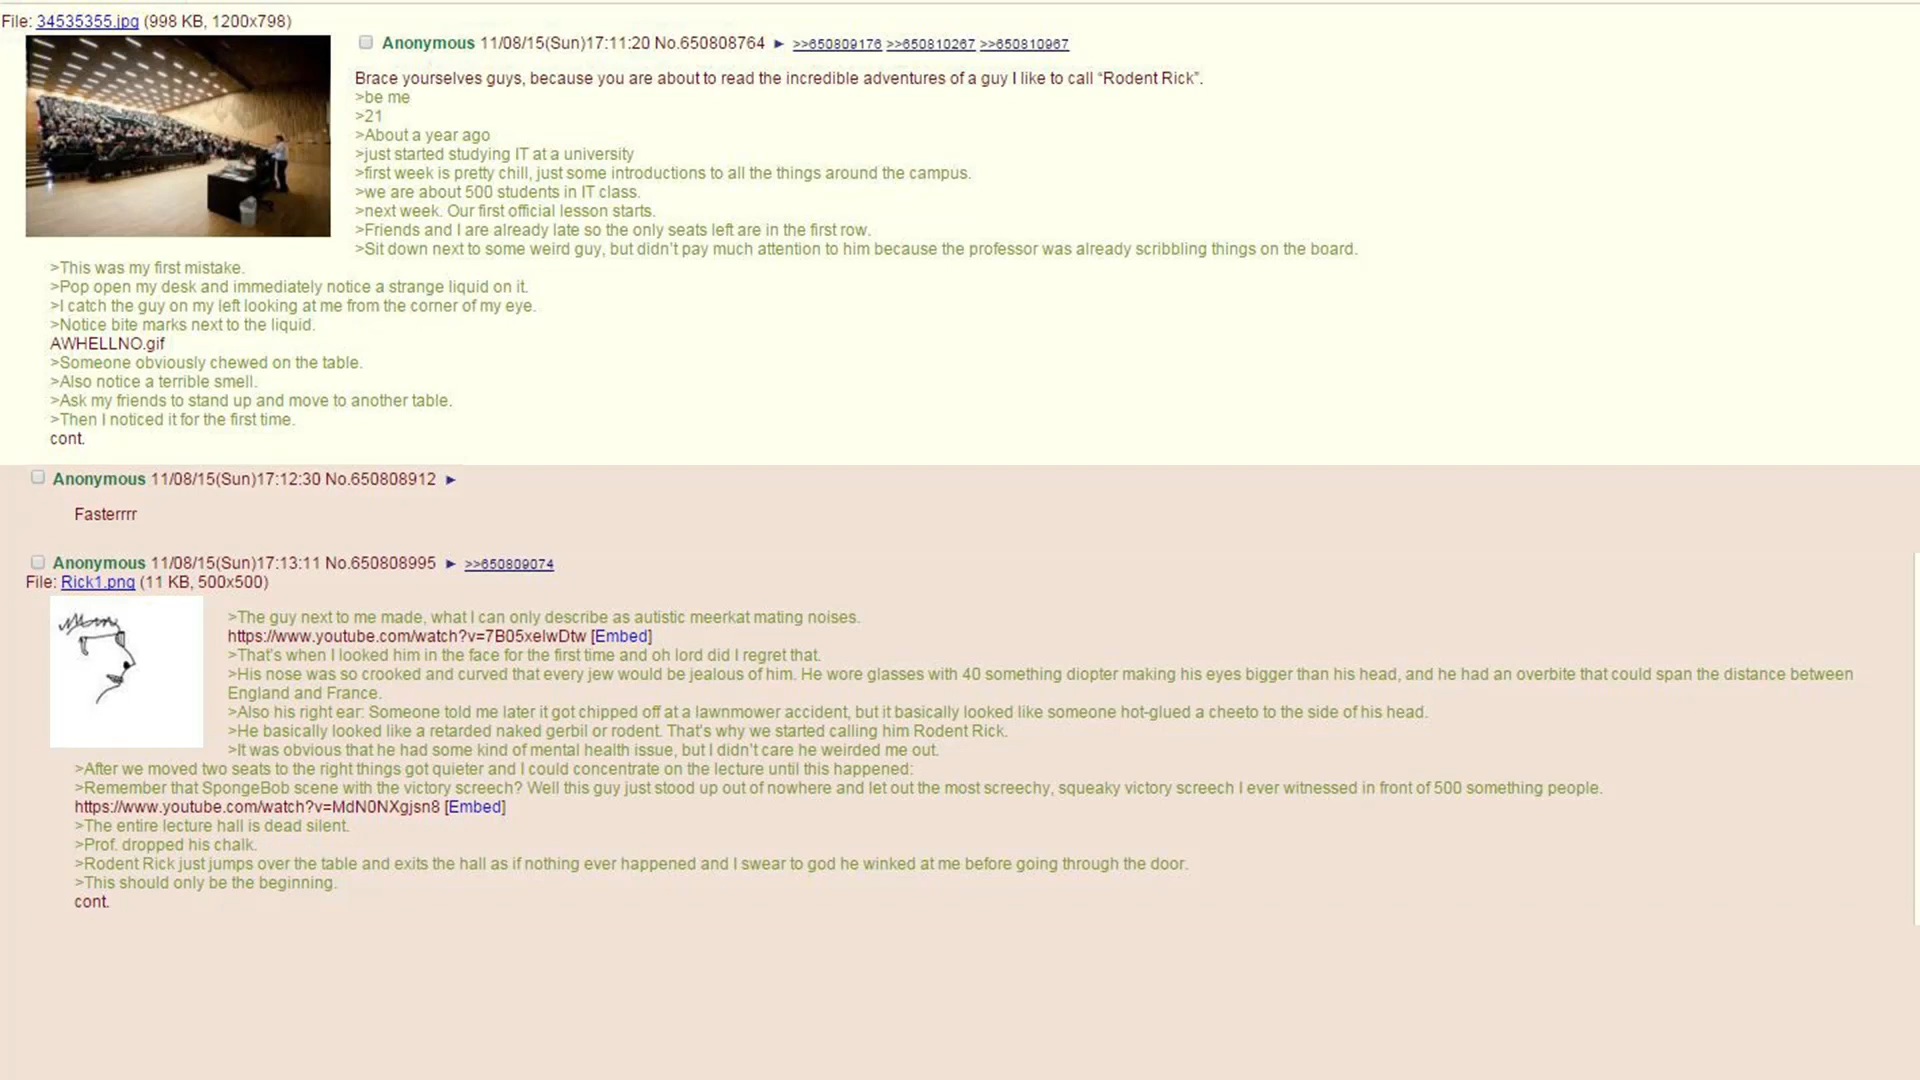 File: 34535355.jpg (998 KB, 1200x798)
Anonymous 11/08/15(Sun)17:11:20 No.650808764 ► >>650809176 >>650810267 >>650810967
Brace yourselves guys, because you are about to read the incredible adventures of a guy I like to call “Rodent Rick”.
>be me
>21
>About a year ago
>just started studying IT at a university
>first week is pretty chill, just some introductions to all the things around the campus.
>we are about 500 students in IT class.
>next week. Our first official lesson starts.
>Friends and I are already late so the only seats left are in the first row.
>Sit down next to some weird guy, but didn’t pay much attention to him because the professor was already scribbling things on the board.
>This was my first mistake.
>Pop open my desk and immediately notice a strange liquid on it.
>I catch the guy on my left looking at me from the corner of my eye.
>Notice bite marks next to the liquid.
AWHELLNO.gif
>Someone obviously chewed on the table.
>Also notice a terrible smell.
>Ask my friends to stand up and move to another table.
>Then I noticed it for the first time.
cont.
Anonymous 11/08/15(Sun)17:12:30 No.650808912 ►
Fasterrrr
Anonymous 11/08/15(Sun)17:13:11 No.650808995 ► >>650809074
File: Rick1.png (11 KB, 500x500)
>The guy next to me made, what I can only describe as autistic meerkat mating noises.
https://www.youtube.com/watch?v=7B05xelwDtw [Embed]
>That’s when I looked him in the face for the first time and oh lord did I regret that.
>His nose was so crooked and curved that every jew would be jealous of him. He wore glasses with 40 something diopter making his eyes bigger than his head, and he had an overbite that could span the distance between
England and France.
>Also his right ear: Someone told me later it got chipped off at a lawnmower accident, but it basically looked like someone hot-glued a cheeto to the side of his head.
>He basically looked like a retarded naked gerbil or rodent. That’s why we started calling him Rodent Rick.
>It was obvious that he had some kind of mental health issue, but I didn’t care he weirded me out.
>After we moved two seats to the right things got quieter and I could concentrate on the lecture until this happened:
>Remember that SpongeBob scene with the victory screech? Well this guy just stood up out of nowhere and let out the most screechy, squeaky victory screech I ever witnessed in front of 500 something people.
https://www.youtube.com/watch?v=MdN0NXgjsn8 [Embed]
>The entire lecture hall is dead silent.
>Prof. dropped his chalk.
>Rodent Rick just jumps over the table and exits the hall as if nothing ever happened and I swear to god he winked at me before going through the door.
>This should only be the beginning.
cont.